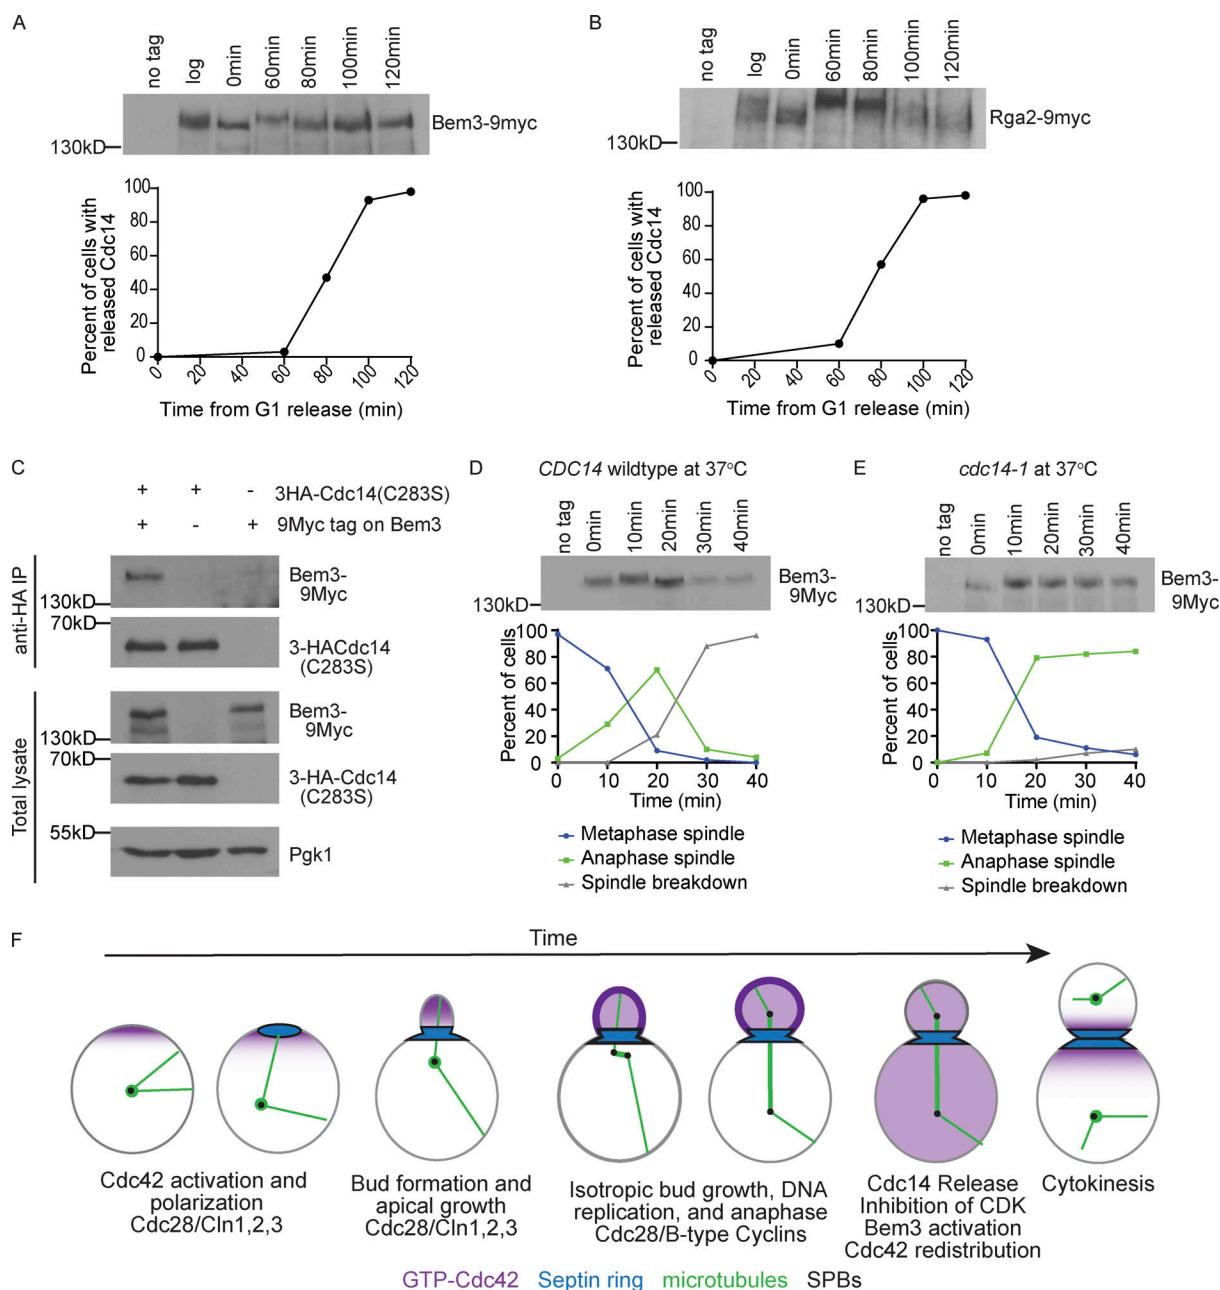 A
no tag
log
0min
60min
80min
100min
120min
Bem3-9myc
130kD
Percent of cells with
released Cdc14
100
80
60
40
20
0
0
20
40
60
80
100
120
Time from G1 release (min)
B
no tag
log
0min
60min
80min
100min
120min
Rga2-9myc
130kD
Percent of cells with
released Cdc14
100
80
60
40
20
0
0
20
40
60
80
100
120
Time from G1 release (min)
C
+ + - 3HA-Cdc14(C283S)
+ - + 9Myc tag on Bem3
anti-HA IP
Bem3-
9Myc
130kD
70kD
3-HACdc14
(C283S)
Total lysate
Bem3-
9Myc
130kD
70kD
3-HA-Cdc14
(C283S)
55kD
Pgk1
D
CDC14 wildtype at 37°C
no tag
0min
10min
20min
30min
40min
Bem3-
9Myc
130kD
Percent of cells
100
80
60
40
20
0
0 10 20 30 40
Time (min)
Metaphase spindle
Anaphase spindle
Spindle breakdown
E
cdc14-1 at 37°C
no tag
0min
10min
20min
30min
40min
Bem3-
9Myc
130kD
Percent of cells
100
80
60
40
20
0
0 10 20 30 40
Time (min)
Metaphase spindle
Anaphase spindle
Spindle breakdown
F
Time
Cdc42 activation and
polarization
Cdc28/Cln1,2,3
Bud formation and
apical growth
Cdc28/Cln1,2,3
Isotropic bud growth, DNA
replication, and anaphase
Cdc28/B-type Cyclins
Cdc14 Release
Inhibition of CDK
Bem3 activation
Cdc42 redistribution
Cytokinesis
GTP-Cdc42 Septin ring microtubules SPBs